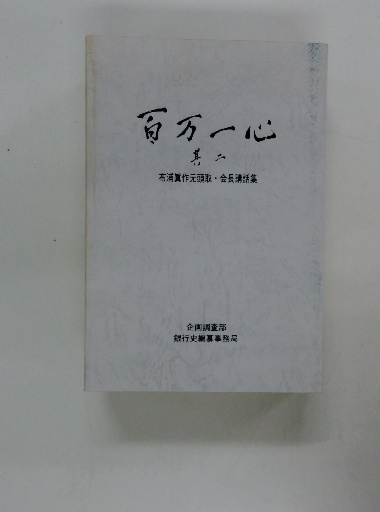 百万一心
其二
布浦眞作元頭取・会長講話集
企画調査部
銀行史編纂事務局